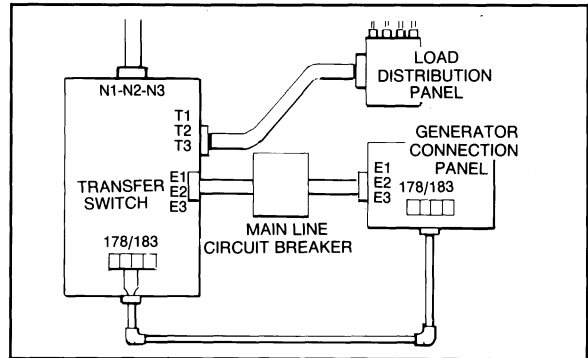 N1-N2-N3
T1
T2
T3
LOAD
DISTRIBUTION
PANEL
GENERATOR
CONNECTION
PANEL
TRANSFER
SWITCH
E1
E2
E3
MAIN LINE
CIRCUIT BREAKER
E1
E2
E3
178/183
178/183